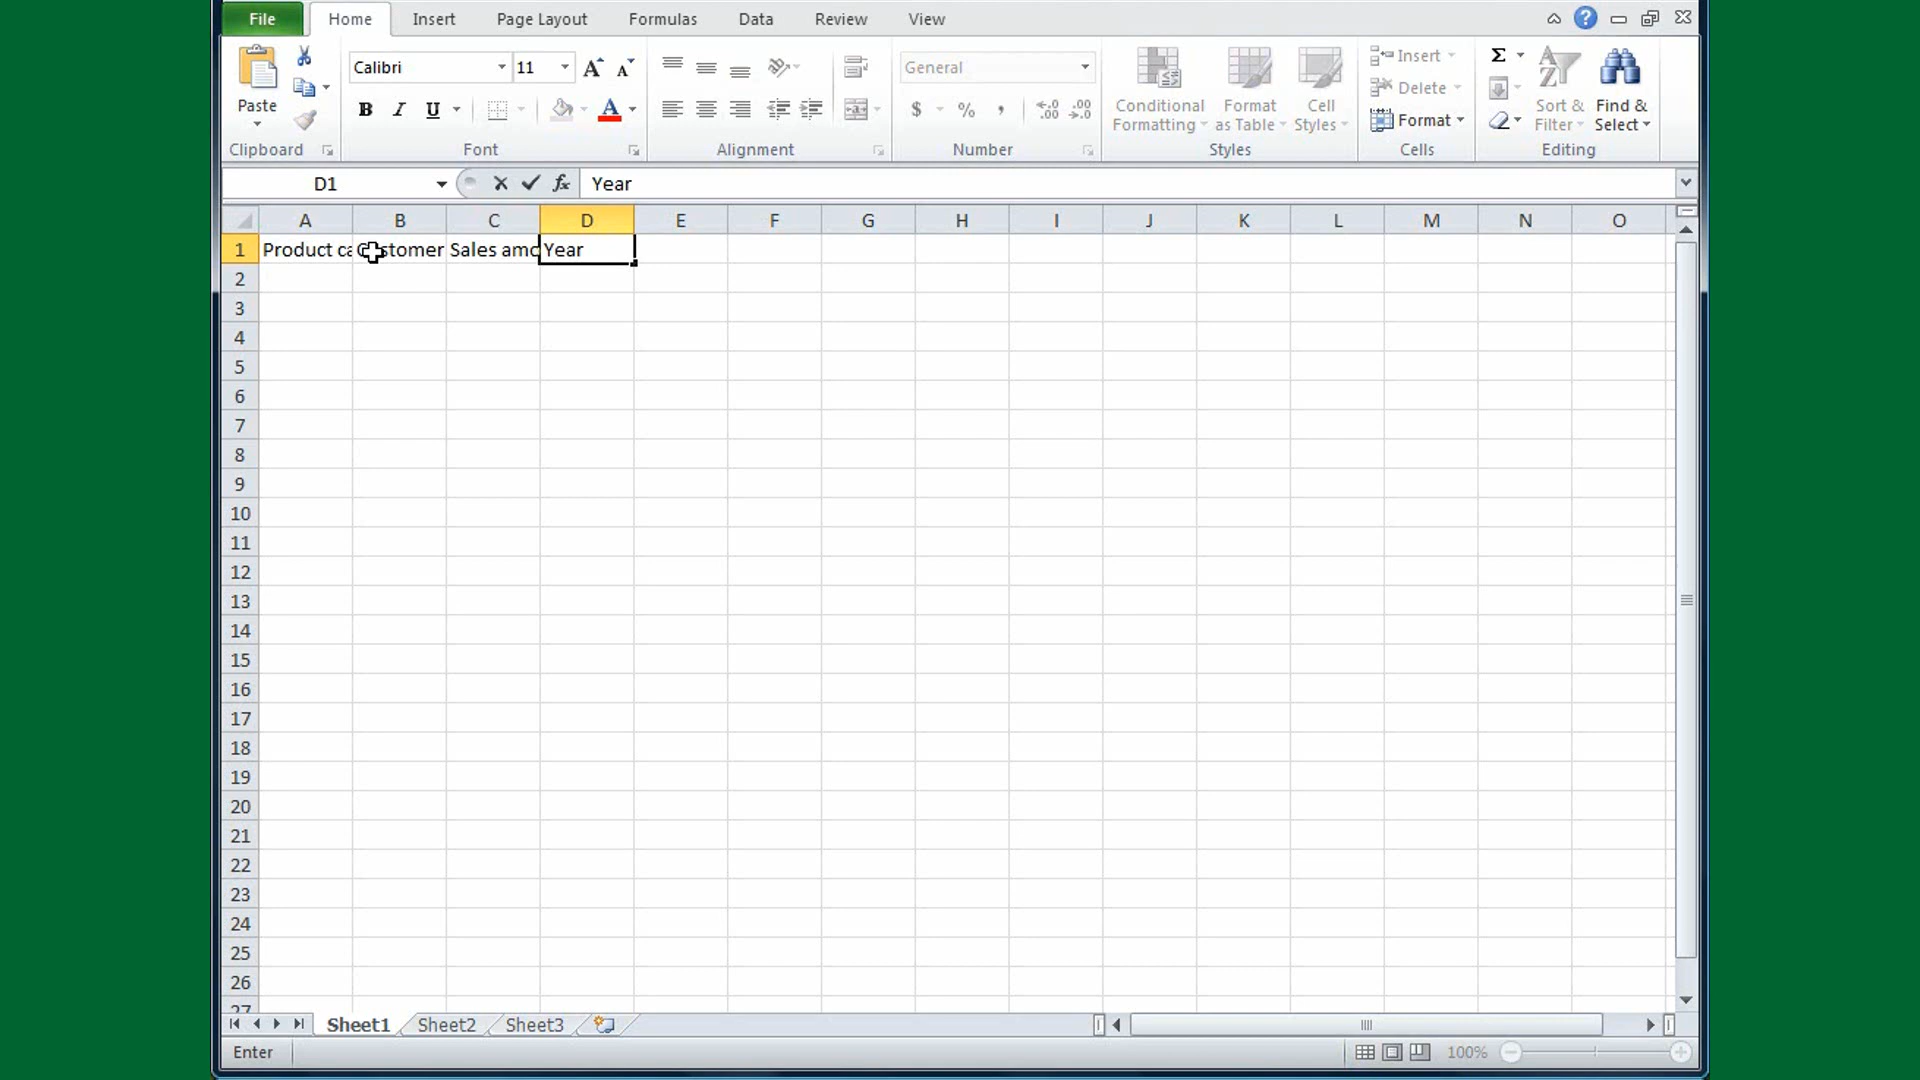 File Home Insert Page Layout Formulas Data Review View
Calibri 11 General Insert Σ
Paste B I U A $ % , Conditional Formatting Format as Table Cell Styles Delete Sort & Filter Find & Select
Format
Clipboard Font Alignment Number Styles Cells Editing
D1 fx Year
A B C D E F G H I J K L M N O
1 Product ca Customer Sales amo Year
2
3
4
5
6
7
8
9
10
11
12
13
14
15
16
17
18
19
20
21
22
23
24
25
26
27
Sheet1 Sheet2 Sheet3
Enter 100%